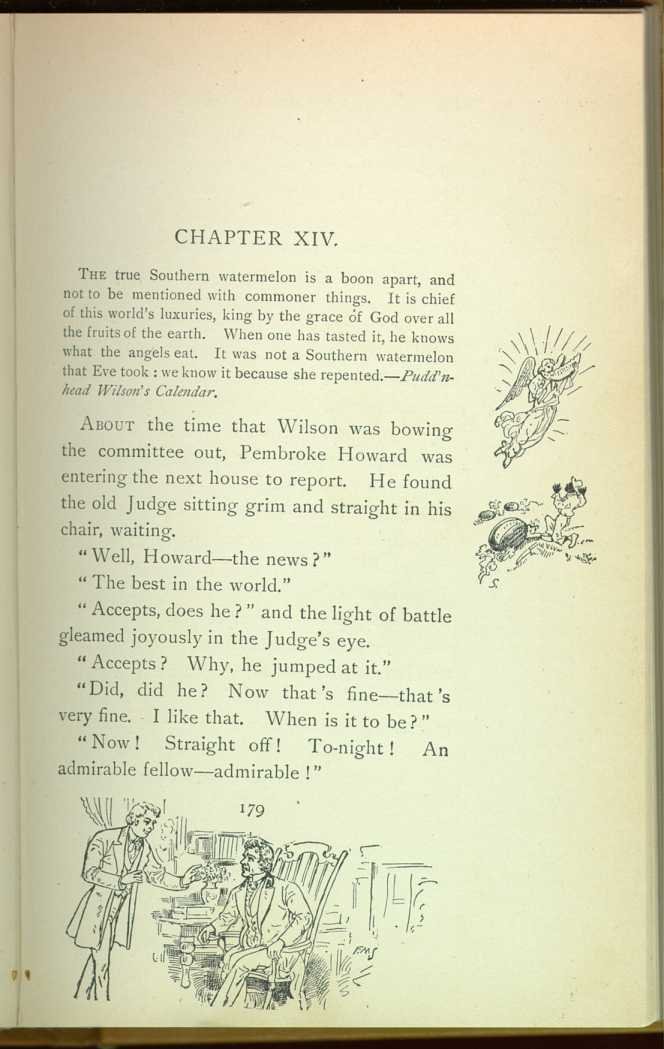 CHAPTER XIV.
THE true Southern watermelon is a boon apart, and
not to be mentioned with commoner things. It is chief
of this world's luxuries, king by the grace of God over all
the fruits of the earth. When one has tasted it, he knows
what the angels eat. It was not a Southern watermelon
that Eve took : we know it because she repented.—Pudd'n-
head Wilson's Calendar.
ABOUT the time that Wilson was bowing
the committee out, Pembroke Howard was
entering the next house to report. He found
the old Judge sitting grim and straight in his
chair, waiting.
"Well, Howard—the news?"
"The best in the world."
"Accepts, does he?" and the light of battle
gleamed joyously in the Judge's eye.
"Accepts? Why, he jumped at it."
"Did, did he? Now that's fine—that's
very fine. I like that. When is it to be?"
"Now! Straight off! To-night! An
admirable fellow—admirable!"
179
S.
F.M.S